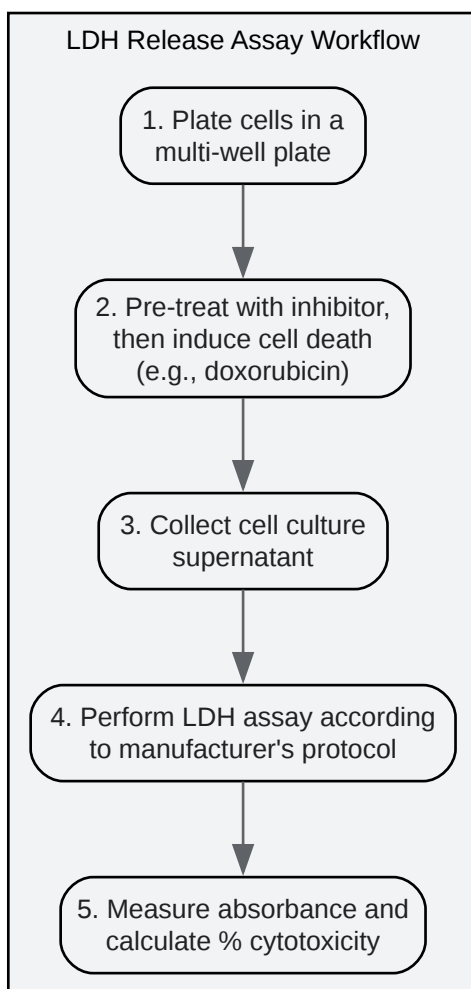 LDH Release Assay Workflow
1. Plate cells in a
multi-well plate
2. Pre-treat with inhibitor,
then induce cell death
(e.g., doxorubicin)
3. Collect cell culture
supernatant
4. Perform LDH assay according
to manufacturer's protocol
5. Measure absorbance and
calculate % cytotoxicity